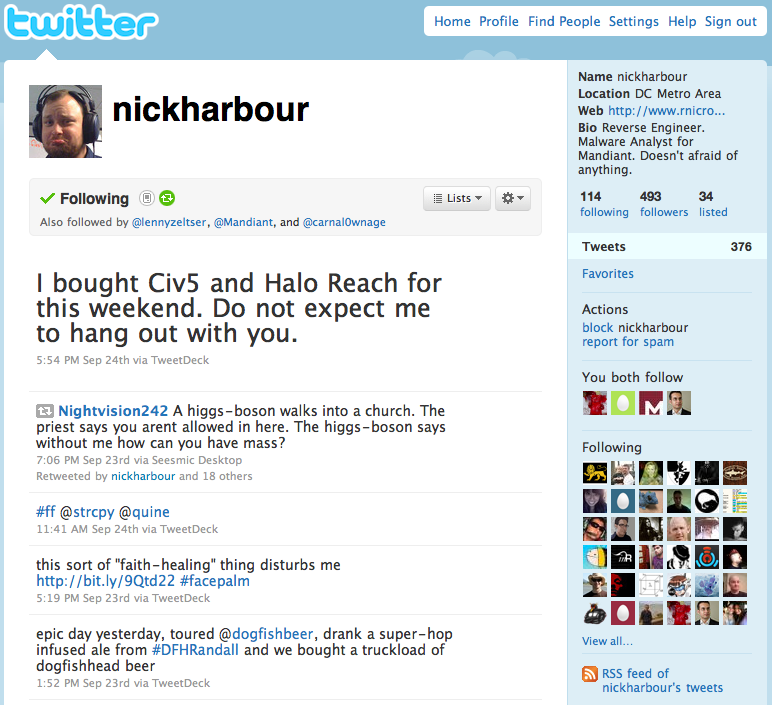 twitter
Home Profile Find People Settings Help Sign out
nickharbour
Following
Lists
Also followed by @lennyzeltser, @Mandiant, and @carnal0wnage
I bought Civ5 and Halo Reach for
this weekend. Do not expect me
to hang out with you.
5:54 PM Sep 24th via TweetDeck
Nightvision242 A higgs-boson walks into a church. The
priest says you arent allowed in here. The higgs-boson says
without me how can you have mass?
7:06 PM Sep 23rd via Seesmic Desktop
Retweeted by nickharbour and 18 others
#ff @strcpy @quine
11:41 AM Sep 24th via TweetDeck
this sort of "faith-healing" thing disturbs me
http://bit.ly/9Qtd22 #facepalm
5:19 PM Sep 23rd via TweetDeck
epic day yesterday, toured @dogfishbeer, drank a super-hop
infused ale from #DFHRandall and we bought a truckload of
dogfishhead beer
1:52 PM Sep 23rd via TweetDeck
Name nickharbour
Location DC Metro Area
Web http://www.rnicro...
Bio Reverse Engineer.
Malware Analyst for
Mandiant. Doesn't afraid of
anything.
114 493 34
following followers listed
Tweets 376
Favorites
Actions
block nickharbour
report for spam
You both follow
M
Following
View all...
RSS feed of
nickharbour's tweets